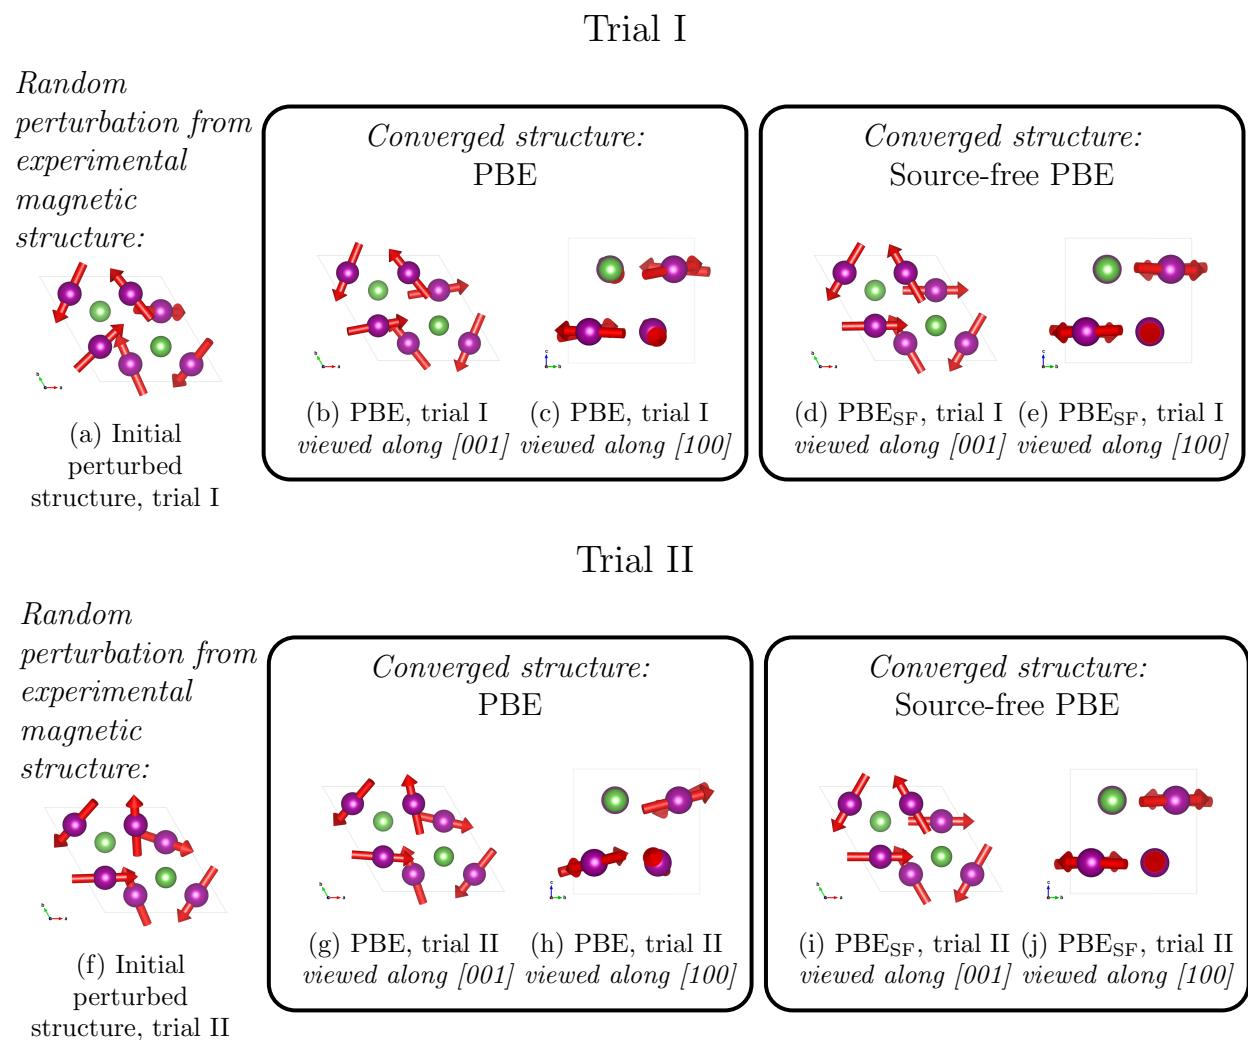 Trial I
Random
perturbation from
experimental
magnetic
structure:
(a) Initial
perturbed
structure, trial I
Converged structure:
PBE
(b) PBE, trial I
viewed along [001]
(c) PBE, trial I
viewed along [100]
Converged structure:
Source-free PBE
(d) PBE_SF, trial I
viewed along [001]
(e) PBE_SF, trial I
viewed along [100]
Trial II
Random
perturbation from
experimental
magnetic
structure:
(f) Initial
perturbed
structure, trial II
Converged structure:
PBE
(g) PBE, trial II
viewed along [001]
(h) PBE, trial II
viewed along [100]
Converged structure:
Source-free PBE
(i) PBE_SF, trial II
viewed along [001]
(j) PBE_SF, trial II
viewed along [100]